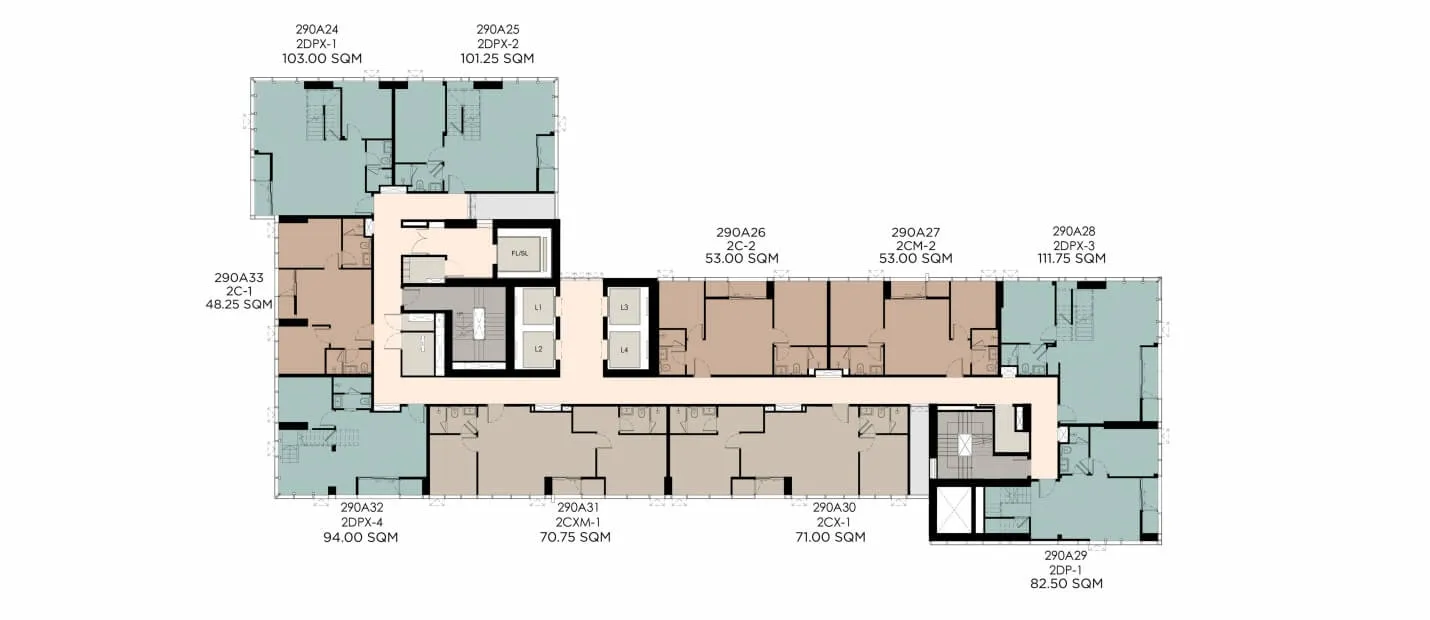 290A24
2DPX-1
103.00 SQM
290A25
2DPX-2
101.25 SQM
290A26
2C-2
53.00 SQM
290A27
2CM-2
53.00 SQM
290A28
2DPX-3
111.75 SQM
FL/SL
290A33
2C-1
48.25 SQM
L1
L3
L2
L4
290A32
2DPX-4
94.00 SQM
290A31
2CXM-1
70.75 SQM
290A30
2CX-1
71.00 SQM
290A29
2DP-1
82.50 SQM